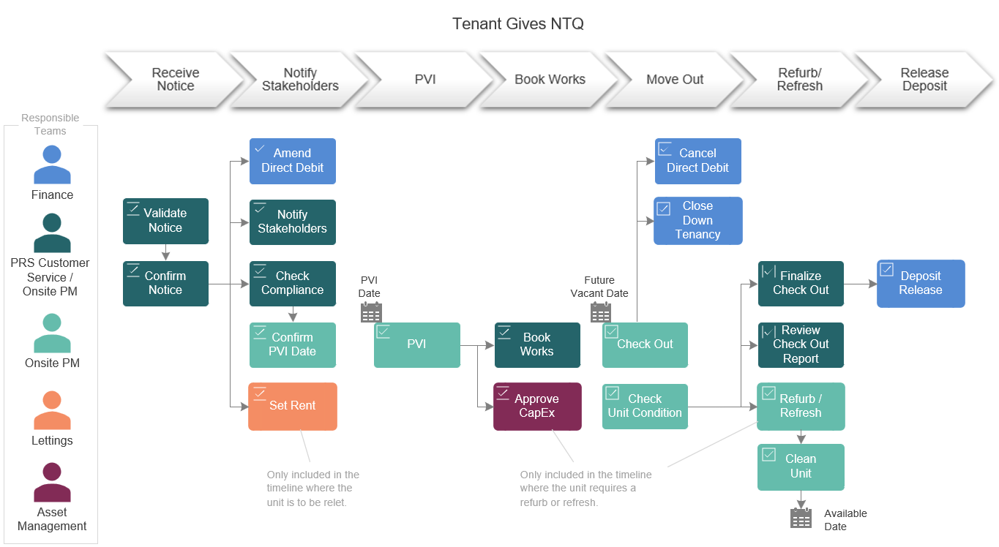 Tenant Gives NTQ
Receive
Notice
Notify
Stakeholders
PVI
Book Works
Move Out
Refurb/
Refresh
Release
Deposit
Responsible
Teams
Finance
PRS Customer
Service /
Onsite PM
Onsite PM
Lettings
Asset
Management
Validate
Notice
Confirm
Notice
Amend
Direct Debit
Notify
Stakeholders
Check
Compliance
Confirm
PVI Date
Set Rent
Only included in the
timeline where the
unit is to be relet.
PVI
Date
PVI
Book
Works
Approve
CapEx
Only included in the timeline
where the unit requires a
refurb or refresh.
Future
Vacant Date
Cancel
Direct Debit
Close
Down
Tenancy
Check Out
Check
Unit Condition
Finalize
Check Out
Review
Check Out
Report
Refurb /
Refresh
Clean
Unit
Available
Date
Deposit
Release